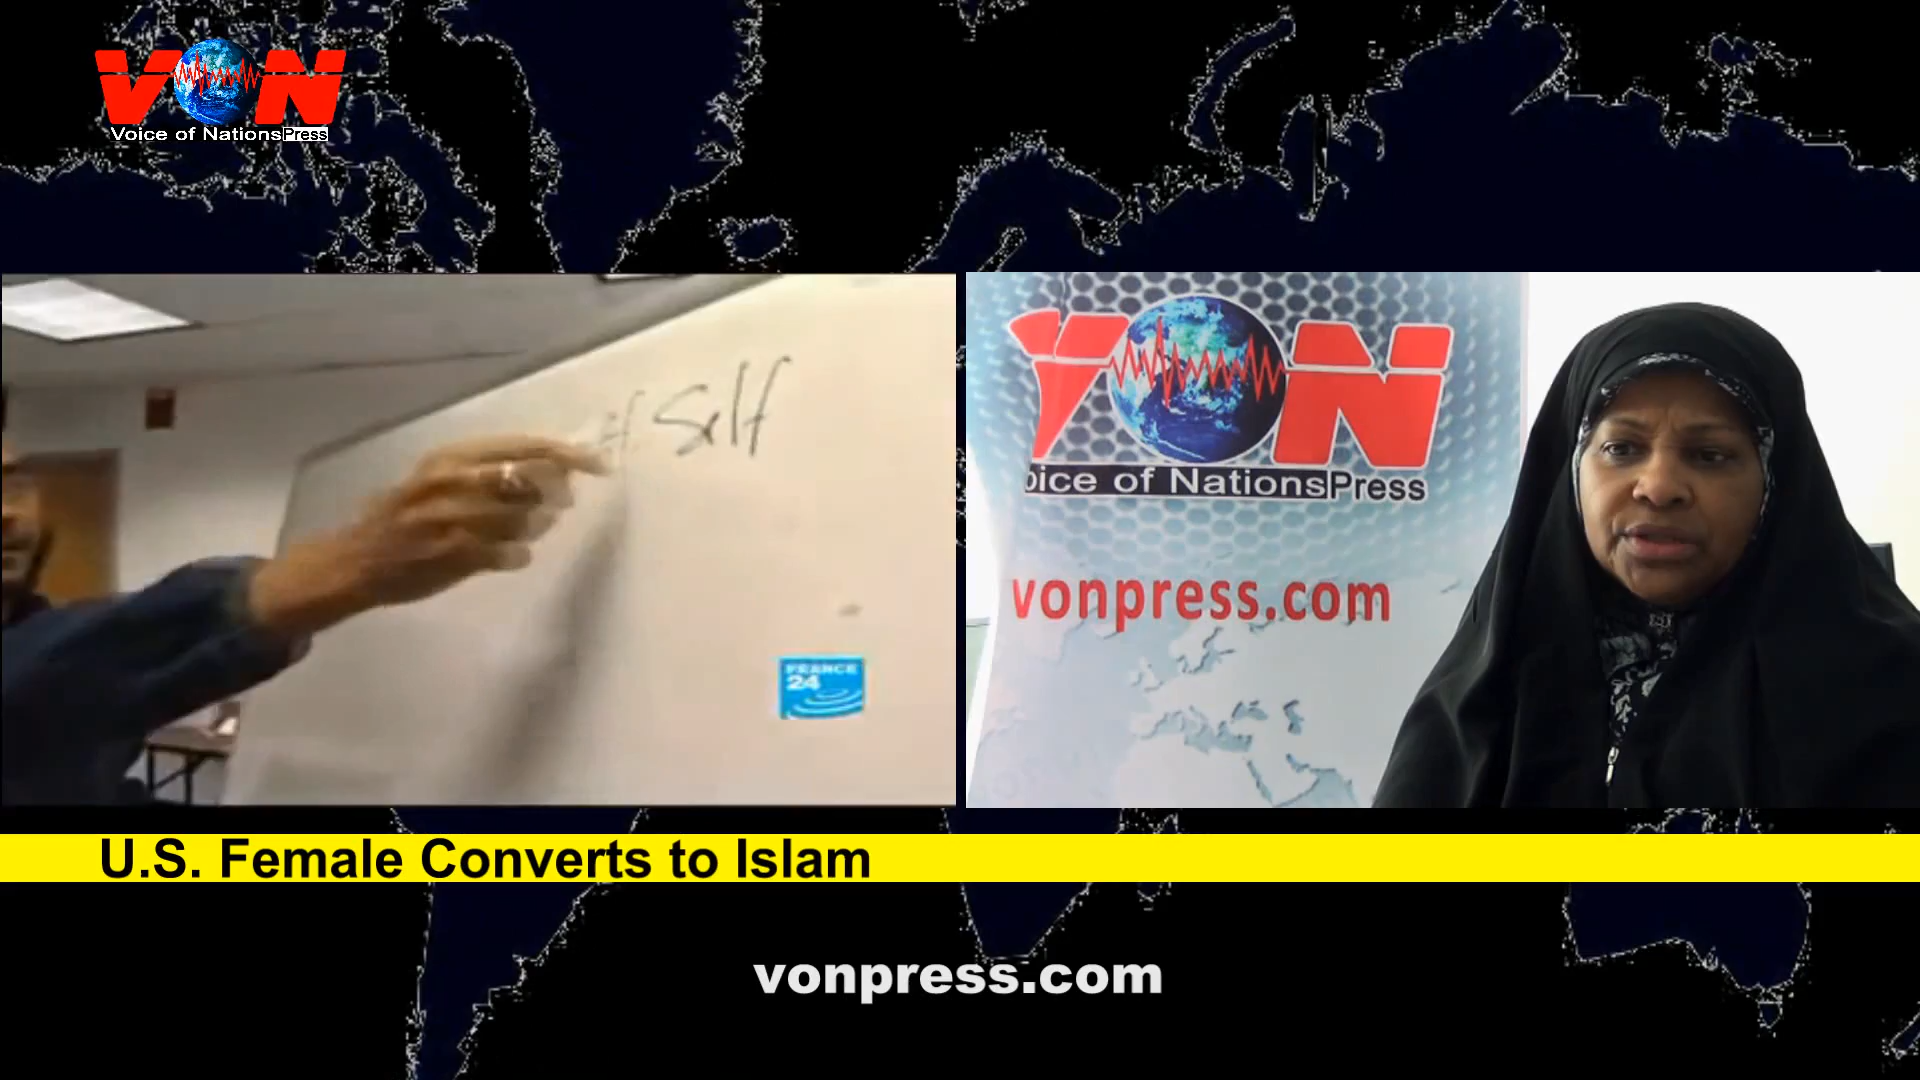 VON
Voice of NationsPress
# Self
FRANCE
24
VON
oice of NationsPress
vonpress.com
U.S. Female Converts to Islam
vonpress.com